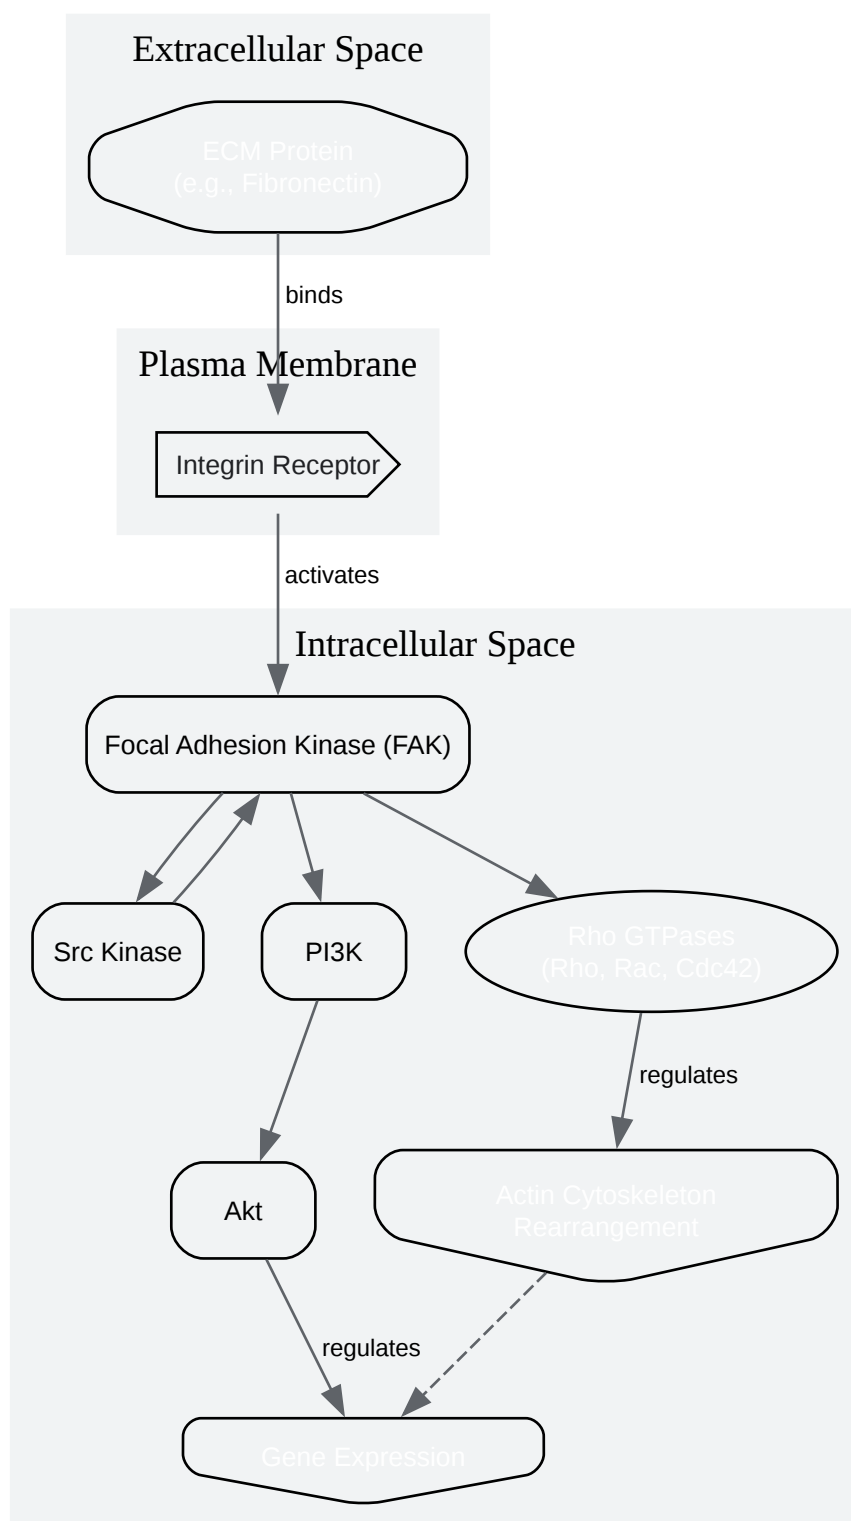 Extracellular Space
ECM Protein
(e.g., Fibronectin)
binds
Plasma Membrane
Integrin Receptor
activates
Intracellular Space
Focal Adhesion Kinase (FAK)
Src Kinase
PI3K
Rho GTPases
(Rho, Rac, Cdc42)
regulates
Actin Cytoskeleton
Rearrangement
Akt
regulates
Gene Expression